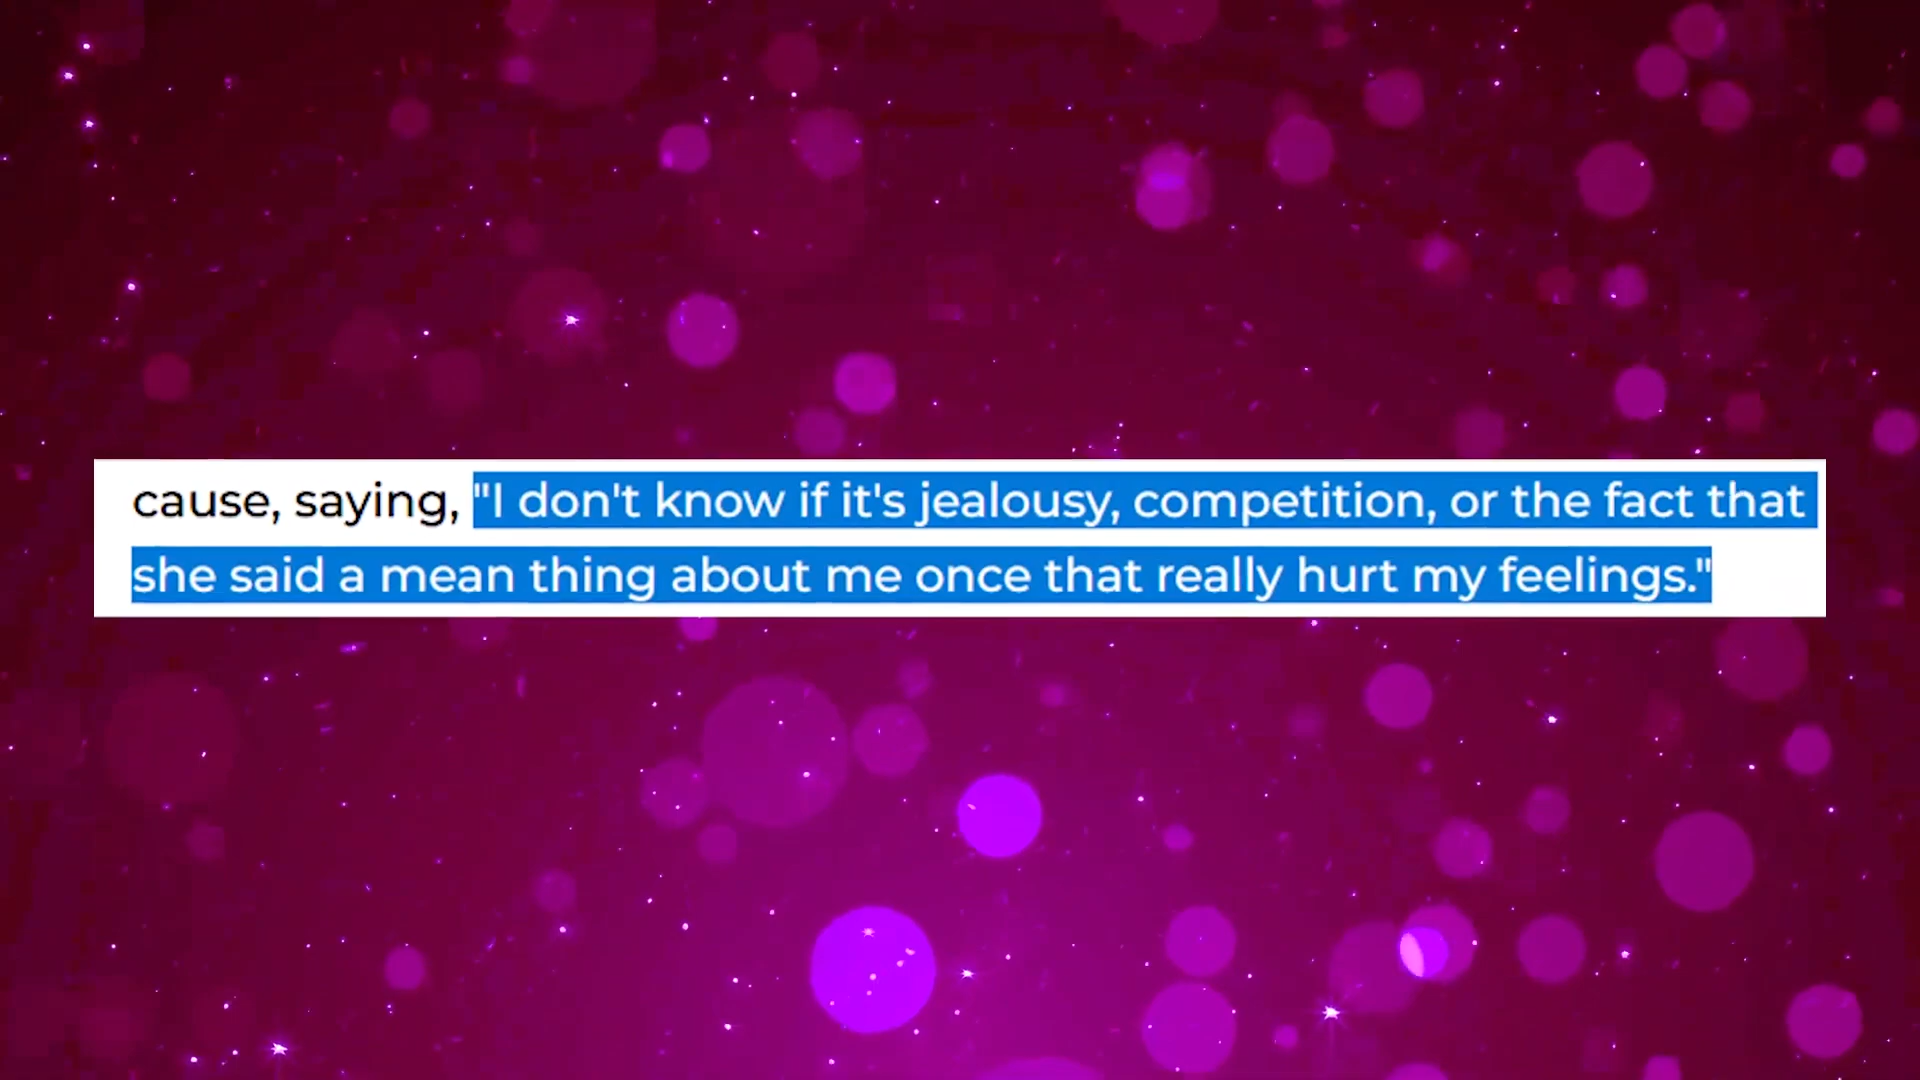 cause, saying, "I don't know if it's jealousy, competition, or the fact that
she said a mean thing about me once that really hurt my feelings."